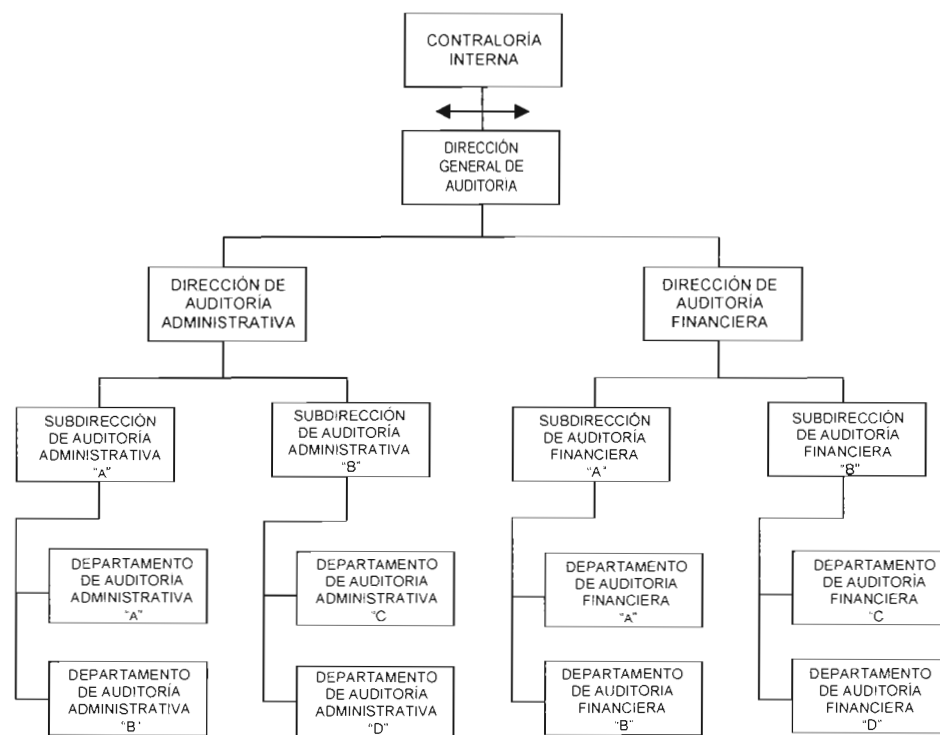 CONTRALORÍA
INTERNA
DIRECCIÓN
GENERAL DE
AUDITORIA
DIRECCIÓN DE
AUDITORÍA
ADMINISTRATIVA
DIRECCIÓN DE
AUDITORÍA
FINANCIERA
SUBDIRECCIÓN
DE AUDITORÍA
ADMINISTRATIVA
"A"
SUBDIRECCIÓN
DE AUDITORÍA
ADMINISTRATIVA
"B"
SUBDIRECCIÓN
DE AUDITORÍA
FINANCIERA
"A"
SUBDIRECCIÓN
DE AUDITORÍA
FINANCIERA
"B"
DEPARTAMENTO
DE AUDITORIA
ADMINISTRATIVA
"A"
DEPARTAMENTO
DE AUDITORÍA
ADMINISTRATIVA
"C
DEPARTAMENTO
DE AUDITORIA
FINANCIERA
"A"
DEPARTAMENTO
DE AUDITORÍA
FINANCIERA
"C
DEPARTAMENTO
DE AUDITORÍA
ADMINISTRATIVA
"B"
DEPARTAMENTO
DE AUDITORÍA
ADMINISTRATIVA
"D"
DEPARTAMENTO
DE AUDITORIA
FINANCIERA
"B"
DEPARTAMENTO
DE AUDITORÍA
FINANCIERA
"D"